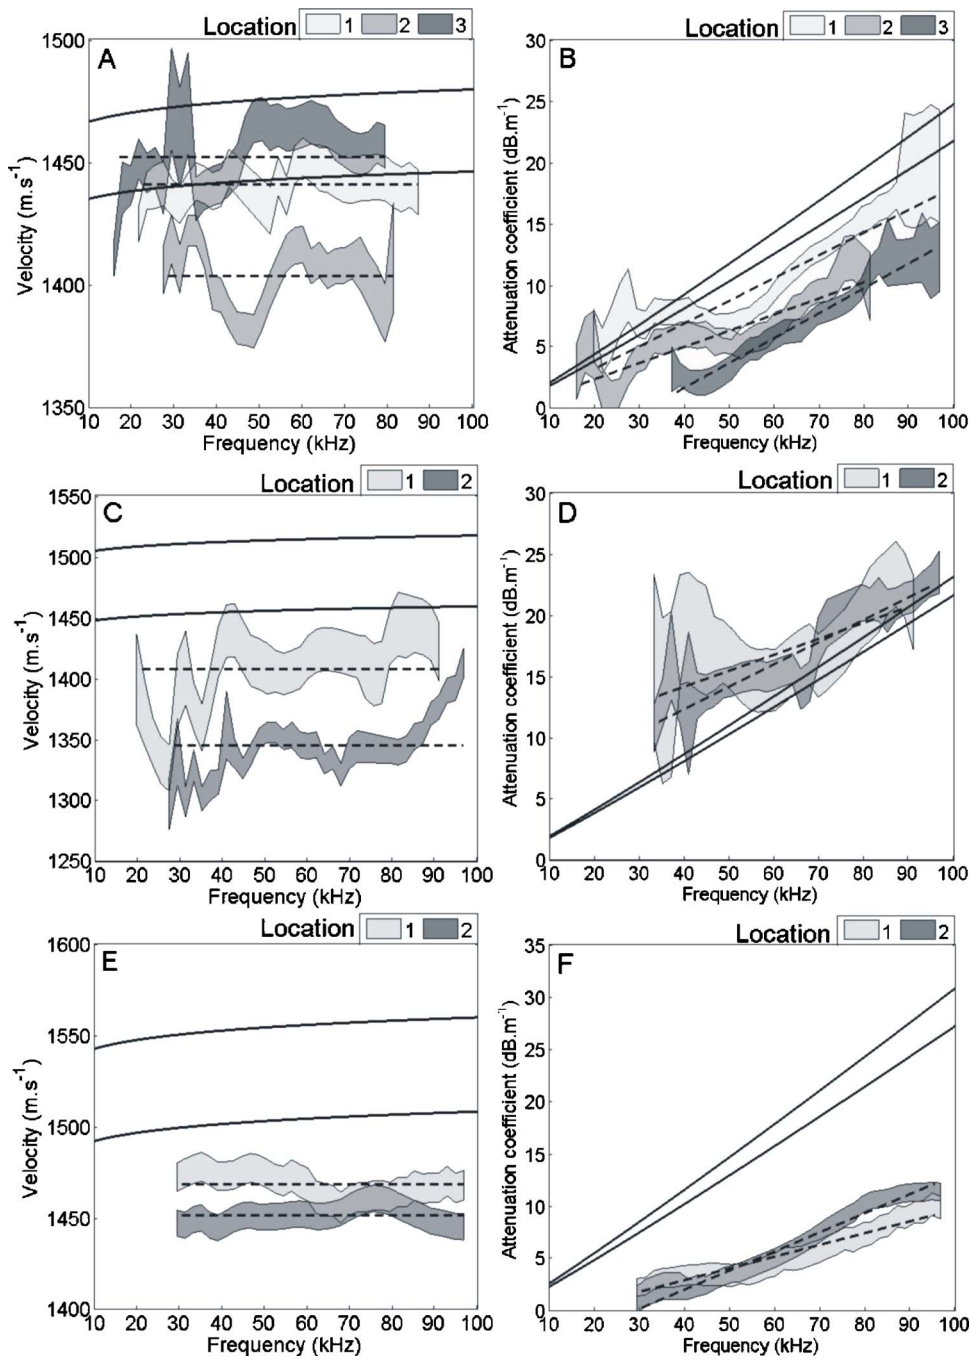 Location 1 2 3
A
1500
1450
1400
1350
Velocity (m.s⁻¹)
10 20 30 40 50 60 70 80 90 100
Frequency (kHz)
Location 1 2 3
B
30
25
20
15
10
5
0
Attenuation coefficient (dB.m⁻¹)
10 20 30 40 50 60 70 80 90 100
Frequency (kHz)
Location 1 2
C
1550
1500
1450
1400
1350
1300
1250
Velocity (m.s⁻¹)
10 20 30 40 50 60 70 80 90 100
Frequency (kHz)
Location 1 2
D
30
25
20
15
10
5
0
Attenuation coefficient (dB.m⁻¹)
10 20 30 40 50 60 70 80 90 100
Frequency (kHz)
Location 1 2
E
1600
1550
1500
1450
1400
Velocity (m.s⁻¹)
10 20 30 40 50 60 70 80 90 100
Frequency (kHz)
Location 1 2
F
35
30
25
20
15
10
5
0
Attenuation coefficient (dB.m⁻¹)
10 20 30 40 50 60 70 80 90 100
Frequency (kHz)